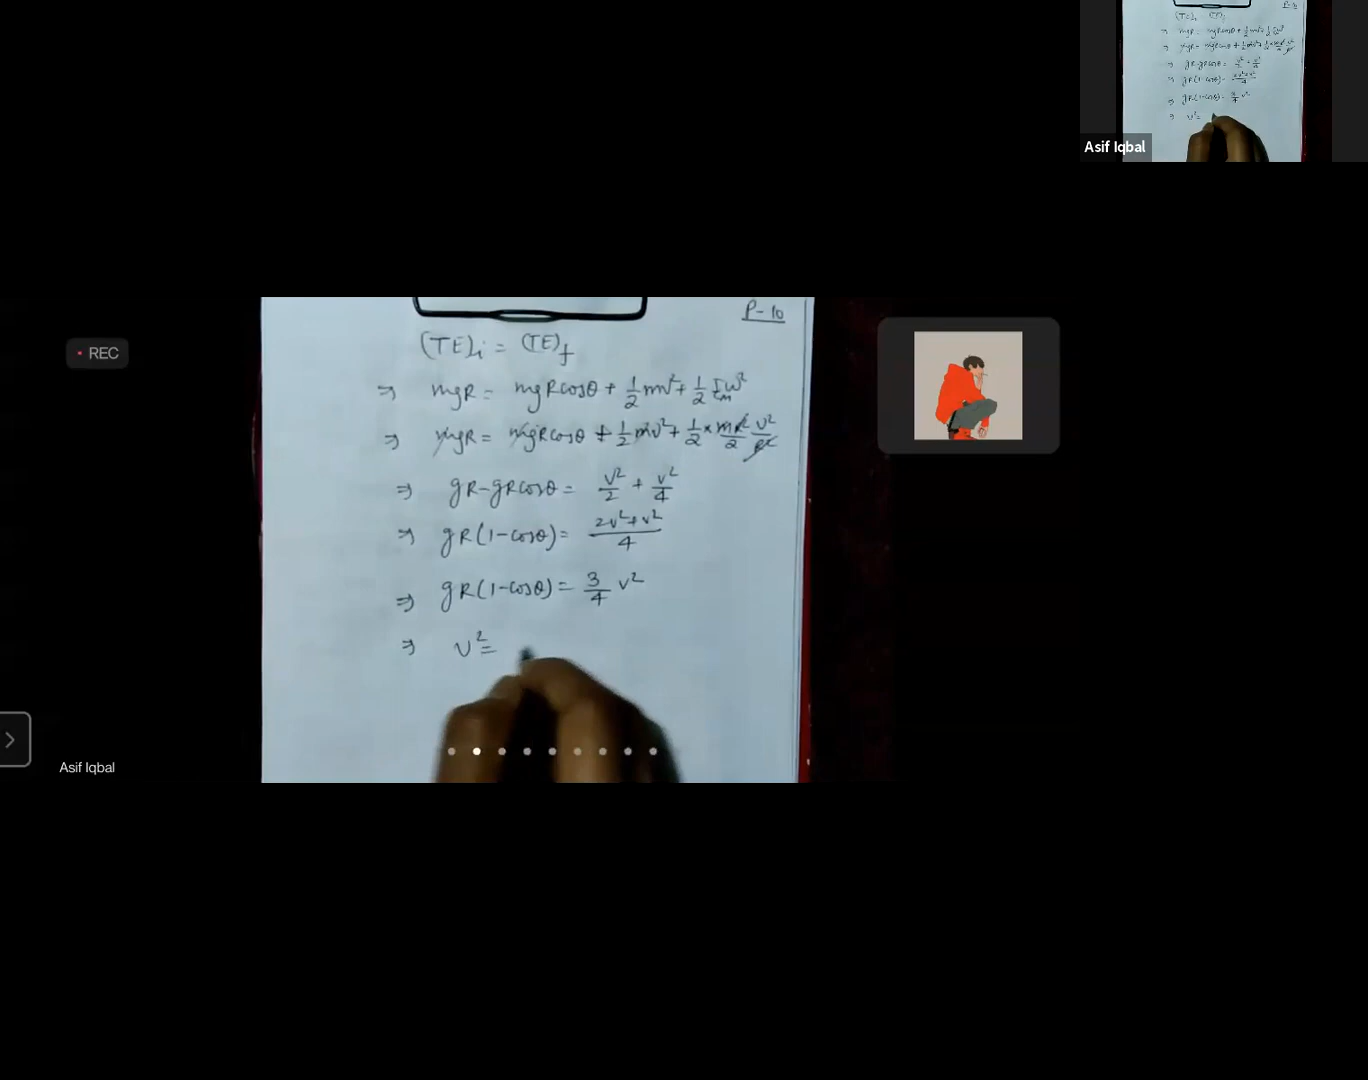 P-10
(TE)i = (TE)f
⇒ mgR = mgRcosθ + 1/2 mv² + 1/2 Icm ω²
⇒ mgR = mgRcosθ + 1/2 mv² + 1/2 × mR²/2 v²/R²
⇒ gR-gRcosθ = v²/2 + v²/4
⇒ gR(1-cosθ) = 2v²+v²/4
⇒ gR(1-cosθ) = 3/4 v²
⇒ v² =
Asif Iqbal
REC
Asif Iqbal